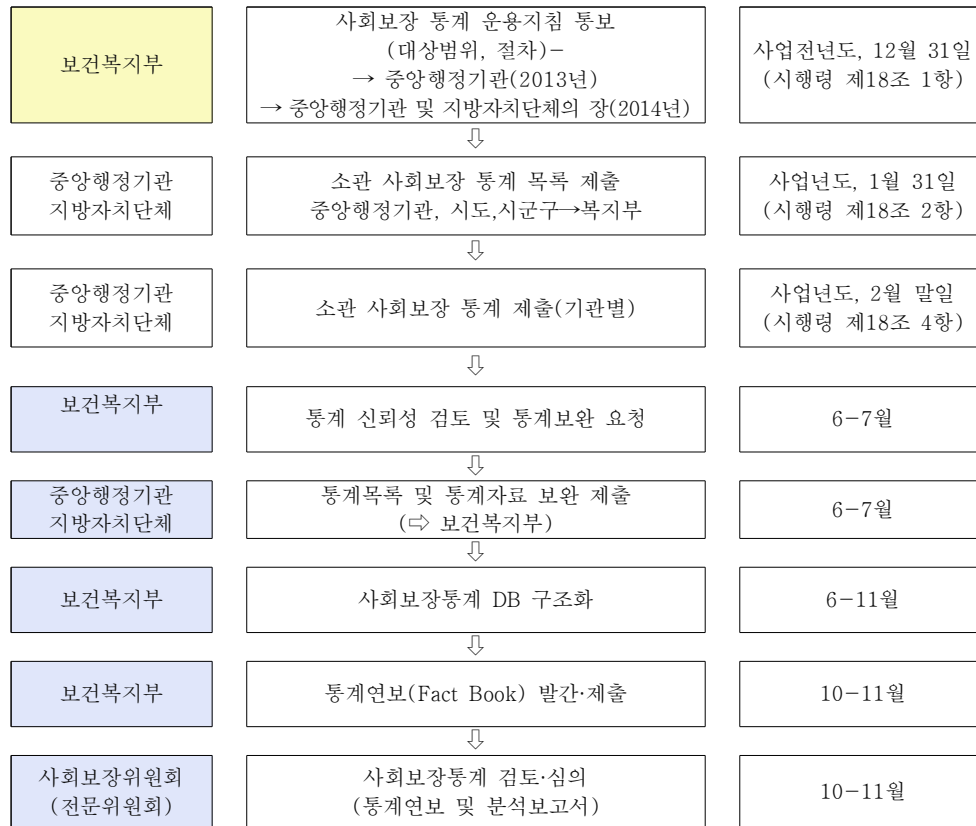 보건복지부
사회보장 통계 운용지침 통보
(대상범위, 절차)-
→ 중앙행정기관(2013년)
→ 중앙행정기관 및 지방자치단체의 장(2014년)
사업전년도, 12월 31일
(시행령 제18조 1항)
⇩
중앙행정기관
지방자치단체
소관 사회보장 통계 목록 제출
중앙행정기관, 시도,시군구→복지부
사업년도, 1월 31일
(시행령 제18조 2항)
⇩
중앙행정기관
지방자치단체
소관 사회보장 통계 제출(기관별)
사업년도, 2월 말일
(시행령 제18조 4항)
⇩
보건복지부
통계 신뢰성 검토 및 통계보완 요청
6-7월
⇩
중앙행정기관
지방자치단체
통계목록 및 통계자료 보완 제출
(⇨ 보건복지부)
6-7월
⇩
보건복지부
사회보장통계 DB 구조화
6-11월
⇩
보건복지부
통계연보(Fact Book) 발간·제출
10-11월
⇩
사회보장위원회
(전문위원회)
사회보장통계 검토·심의
(통계연보 및 분석보고서)
10-11월